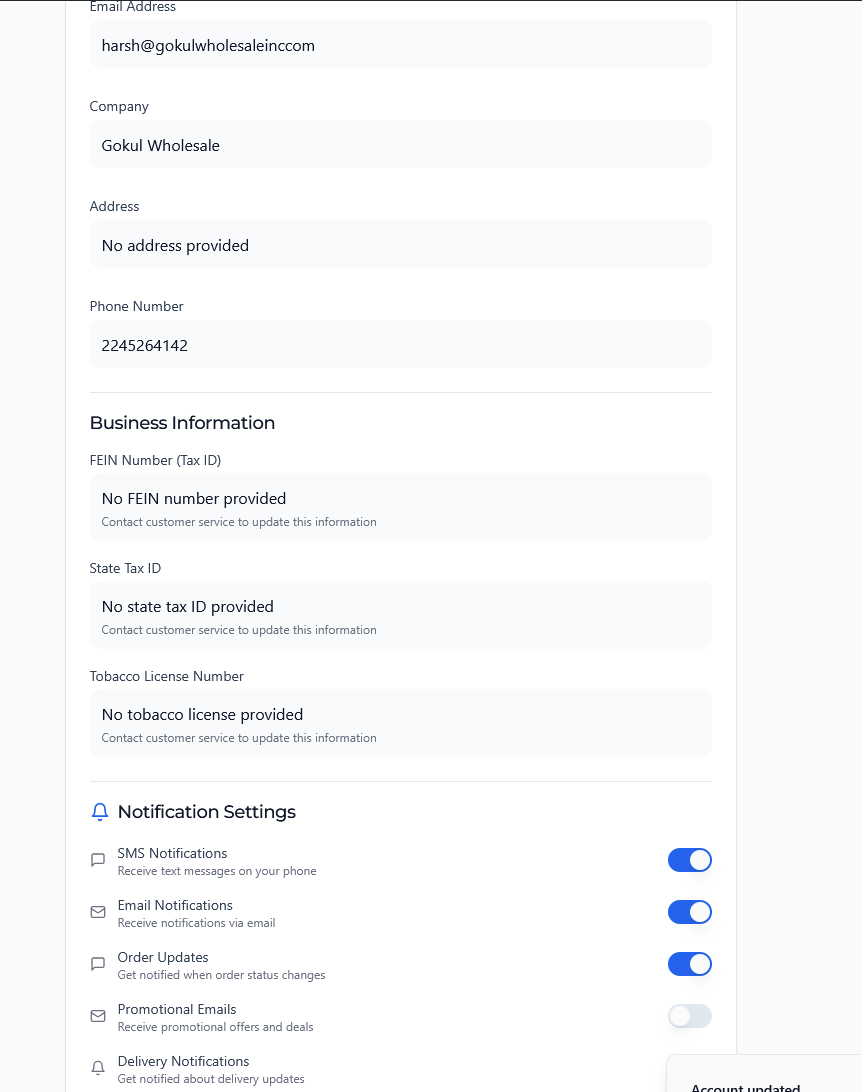 Email Address
harsh@gokulwholesaleinccom
Company
Gokul Wholesale
Address
No address provided
Phone Number
2245264142
Business Information
FEIN Number (Tax ID)
No FEIN number provided
Contact customer service to update this information
State Tax ID
No state tax ID provided
Contact customer service to update this information
Tobacco License Number
No tobacco license provided
Contact customer service to update this information
Notification Settings
SMS Notifications
Receive text messages on your phone
Email Notifications
Receive notifications via email
Order Updates
Get notified when order status changes
Promotional Emails
Receive promotional offers and deals
Delivery Notifications
Get notified about delivery updates
Account updated